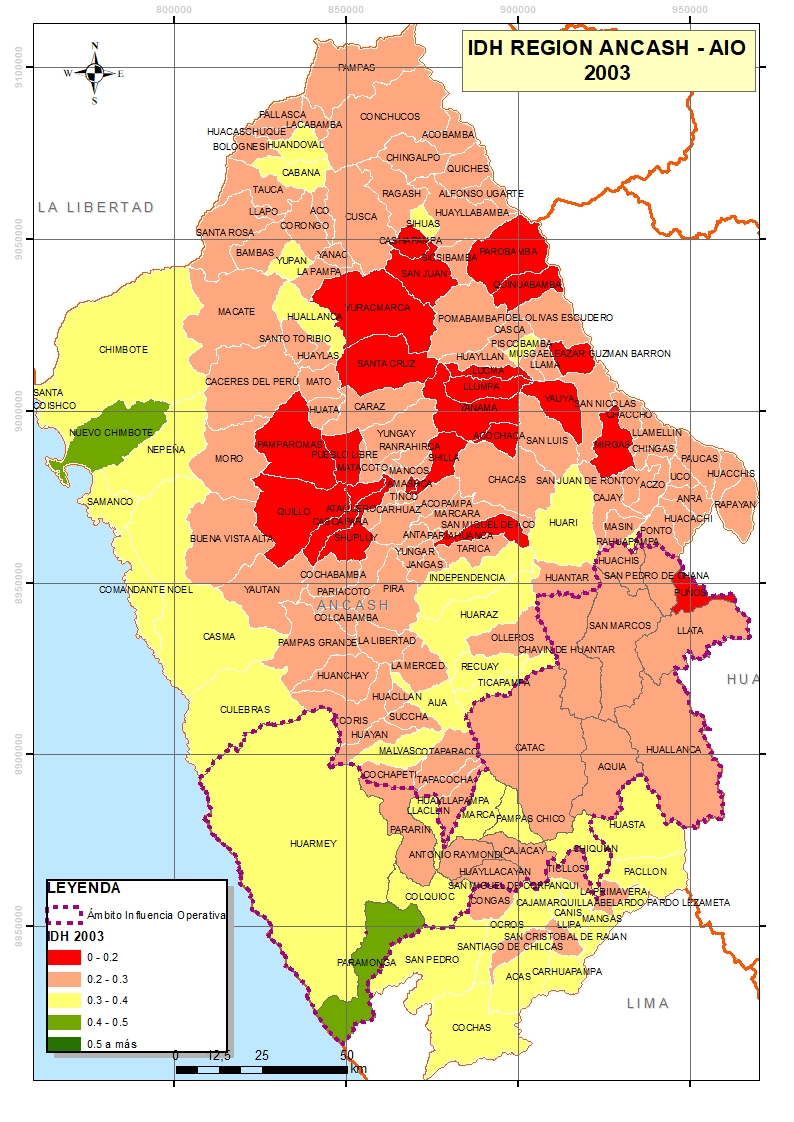 800000 850000 900000 950000
IDH REGION ANCASH - AIO
2003
N
W E
S
9100000
9050000
9000000
8950000
8900000
8850000
PAMPAS
PALLASCA
LACABAMBA
CONCHUCOS
HUACASCHUQUE
ACOBAMBA
BOLOGNESI
HUANDOVAL
CHINGALPO
CABANA
QUICHES
TAUCA
RAGASH
ALFONSO UGARTE
LA LIBERTAD
LLAPO
ACO
CUSCA
HUAYLLABAMBA
CORONGO
SIHUAS
SANTA ROSA
CASHAPAMPA
BAMBAS
YANAC
PAROBAMBA
YUPAN
SICSIBAMBA
LA PAMPA
SAN JUAN
QUINUABAMBA
YURACMARCA
MACATE
HUALLANCA
POMABAMBA
FIDEL OLIVAS ESCUDERO
CASCA
SANTO TORIBIO
PISCOBAMBA
CHIMBOTE
HUAYLAS
HUAYLLAN
MUSGA
ELEAZAR GUZMAN BARRON
SANTA CRUZ
LLAMA
LUCMA
CACERES DEL PERU
MATO
LLUMPA
SANTA
COISHCO
HUATA
CARAZ
YANAMA
YAUYA
SAN NICOLAS
CHACCHO
NUEVO CHIMBOTE
YUNGAY
ACOCHACA
SAN LUIS
LLAMELLIN
NEPEÑA
PAMPAROMAS
RANRAHIRCA
MIRGAS
CHINGAS
MORO
PUEBLO LIBRE
SHILLA
PAUCAS
MATACOTO
MANCOS
UCO
HUACCHIS
CHACAS
SAN JUAN DE RONTOY
ACZO
SAMANCO
TINCO
CAJAY
ANRA
RAPAYAN
QUILLO
ATAQUERO
CARHUAZ
ACOPAMPA
MARCARA
HUARI
HUACACHI
CASCAPARA
SAN MIGUEL DE ACO
MASIN
PONTO
BUENA VISTA ALTA
SHUPLUY
ANTA
PARIAHUANCA
RAHUAPAMPA
YUNGAR
TARICA
HUACHIS
JANGAS
COCHABAMBA
INDEPENDENCIA
HUANTAR
SAN PEDRO DE CHANA
COMANDANTE NOEL
YAUTAN
PARIACOTO
PIRA
PUNOS
ANCASH
COLCABAMBA
HUARAZ
SAN MARCOS
LLATA
CASMA
PAMPAS GRANDE
LA LIBERTAD
OLLEROS
CHAVIN DE HUANTAR
LA MERCED
RECUAY
HUANCHAY
TICAPAMPA
HUA
HUACLLAN
AIJA
CULEBRAS
SUCCHA
CORIS
HUAYAN
MALVAS
COTAPARACO
CATAC
HUALLANCA
AQUIA
COCHAPETI
TAPACOCHA
HUAYLLAPAMPA
LLACLLIN
MARCA
PAMPAS CHICO
HUASTA
PARARIN
HUARMEY
ANTONIO RAYMONDI
CAJACAY
CHIQUIAN
HUAYLLACAYAN
TICLLOS
PACLLON
LEYENDA
SAN MIGUEL DE CORPANQUI
LA PRIMAVERA
COLQUIOC
CONGAS
CAJAMARQUILLA
ABELARDO PARDO LEZAMETA
Ámbito Influencia Operativa
CANIS
MANGAS
OCROS
LLIPA
IDH 2003
SAN CRISTOBAL DE RAJAN
SANTIAGO DE CHILCAS
0 - 0.2
PARAMONGA
SAN PEDRO
0.2 - 0.3
ACAS
CARHUAPAMPA
0.3 - 0.4
LIMA
0.4 - 0.5
COCHAS
0.5 a más
0 12,5 25 50
km